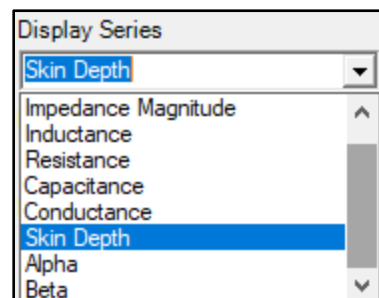 Display Series
Skin Depth
Impedance Magnitude
Inductance
Resistance
Capacitance
Conductance
Skin Depth
Alpha
Beta